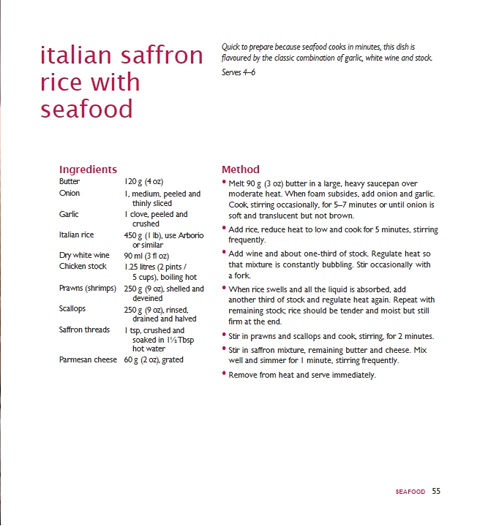 italian saffron
rice with
seafood
Quick to prepare because seafood cooks in minutes, this dish is
flavoured by the classic combination of garlic, white wine and stock.
Serves 4–6
Ingredients
Butter 120 g (4 oz)
Onion 1, medium, peeled and
thinly sliced
Garlic 1 clove, peeled and
crushed
Italian rice 450 g (1 lb), use Arborio
or similar
Dry white wine 90 ml (3 fl oz)
Chicken stock 1.25 litres (2 pints /
5 cups), boiling hot
Prawns (shrimps) 250 g (9 oz), shelled and
deveined
Scallops 250 g (9 oz), rinsed,
drained and halved
Saffron threads 1 tsp, crushed and
soaked in 1½ Tbsp
hot water
Parmesan cheese 60 g (2 oz), grated
Method
• Melt 90 g (3 oz) butter in a large, heavy saucepan over
moderate heat. When foam subsides, add onion and garlic.
Cook, stirring occasionally, for 5–7 minutes or until onion is
soft and translucent but not brown.
• Add rice, reduce heat to low and cook for 5 minutes, stirring
frequently.
• Add wine and about one-third of stock. Regulate heat so
that mixture is constantly bubbling. Stir occasionally with
a fork.
• When rice swells and all the liquid is absorbed, add
another third of stock and regulate heat again. Repeat with
remaining stock; rice should be tender and moist but still
firm at the end.
• Stir in prawns and scallops and cook, stirring, for 2 minutes.
• Stir in saffron mixture, remaining butter and cheese. Mix
well and simmer for 1 minute, stirring frequently.
• Remove from heat and serve immediately.
SEAFOOD 55